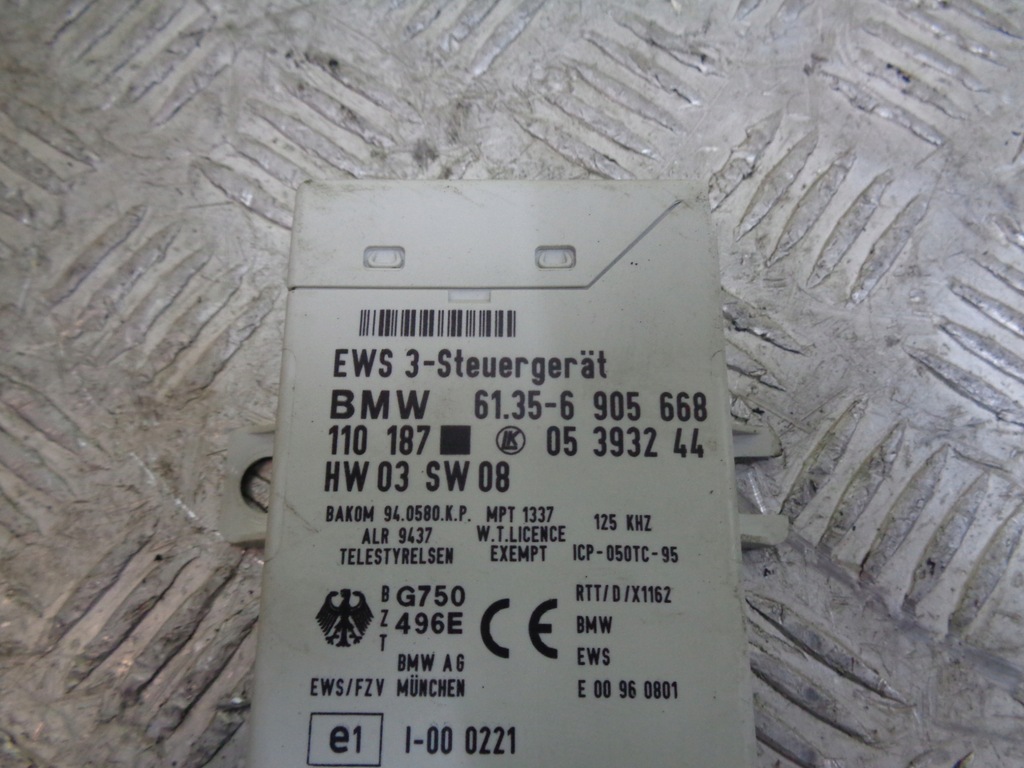 EWS 3-Steuergerät
BMW 61.35-6 905 668
110 187 LK 05 3932 44
HW 03 SW 08
BAKOM 94.0580.K.P. MPT 1337 125 KHZ
ALR 9437 W.T.LICENCE
TELESTYRELSEN EXEMPT ICP-050TC-95
BZT G750 496E CE RTT/D/X1162
BMW
EWS
BMW AG
EWS/FZV MÜNCHEN E 00 96 0801
e1 I-00 0221